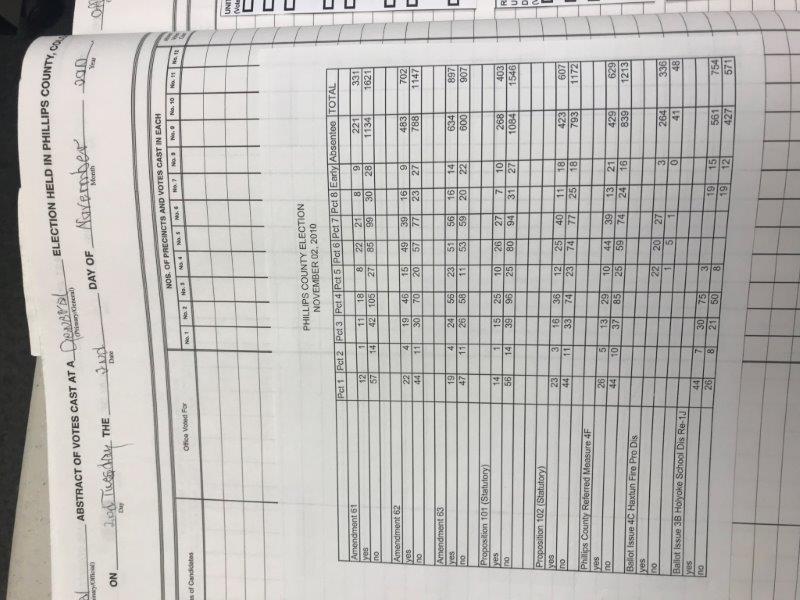 ABSTRACT OF VOTES CAST AT A General ELECTION HELD IN PHILLIPS COUNTY,
(Primary/General)
ON Tuesday THE 2nd DAY OF November
Day Date Month Year
NOS. OF PRECINCTS AND VOTES CAST IN EACH
of Candidates Office Voted For No. 1 No. 2 No. 3 No. 4 No. 5 No. 6 No. 7 No. 8 No. 9 No. 10 No. 11 No. 12
PHILLIPS COUNTY ELECTION
NOVEMBER 02, 2010
Pct 1 Pct 2 Pct 3 Pct 4 Pct 5 Pct 6 Pct 7 Pct 8 Early Absentee TOTAL
Amendment 61
yes 12 1 11 18 8 22 21 8 9 221 331
no 57 14 42 105 27 85 99 30 28 1134 1621
Amendment 62
yes 22 4 19 46 15 49 39 16 9 483 702
no 44 11 30 70 20 57 77 23 27 788 1147
Amendment 63
yes 19 4 24 56 23 51 56 16 14 634 897
no 47 11 26 58 11 53 59 20 22 600 907
Proposition 101 (Statutory)
yes 14 1 15 25 10 26 27 7 10 268 403
no 56 14 39 96 25 80 94 31 27 1084 1546
Proposition 102 (Statutory)
yes 23 3 16 36 12 25 40 11 18 423 607
no 44 11 33 74 23 74 77 25 18 793 1172
Phillips County Referred Measure 4F
yes 26 5 13 29 10 44 39 13 21 429 629
no 44 10 37 85 25 59 74 24 16 839 1213
Ballot Issue 4C Haxtun Fire Pro Dis
yes 22 20 27 3 264 336
no 1 5 1 0 41 48
Ballot Issue 3B Holyoke School Dis Re-1J
yes 44 7 30 75 3 19 15 561 754
no 26 8 21 50 8 19 12 427 571